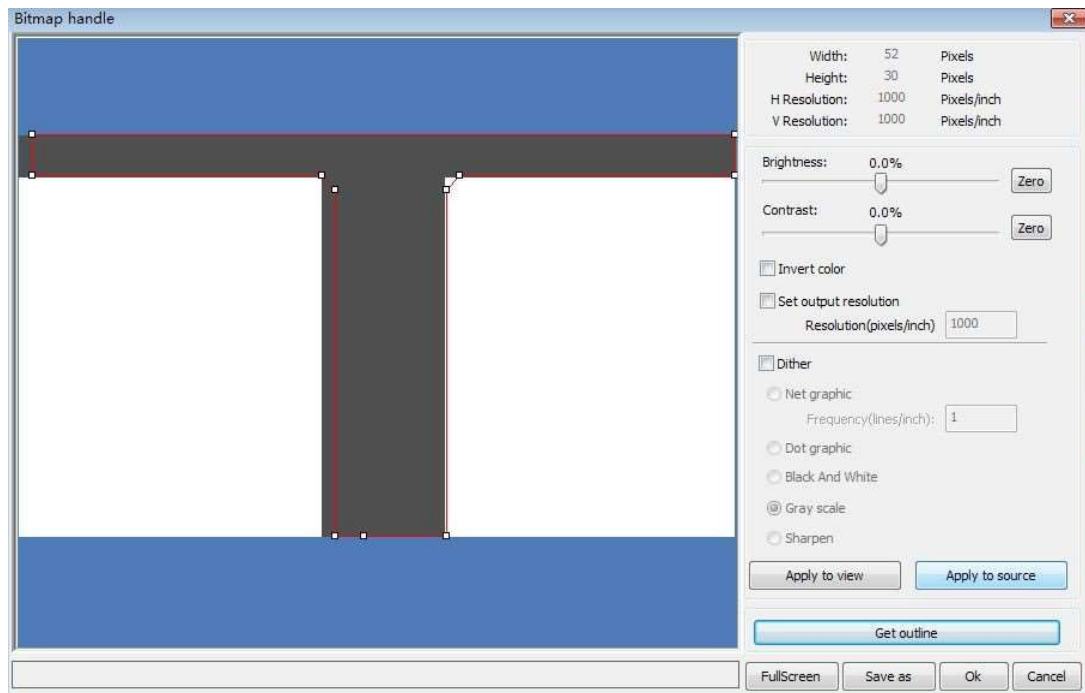 Bitmap handle
Width: 52 Pixels
Height: 30 Pixels
H Resolution: 1000 Pixels/inch
V Resolution: 1000 Pixels/inch
Brightness: 0.0%
Zero
Contrast: 0.0%
Zero
Invert color
Set output resolution
Resolution(pixels/inch) 1000
Dither
Net graphic
Frequency(lines/inch): 1
Dot graphic
Black And White
Gray scale
Sharpen
Apply to view Apply to source
Get outline
FullScreen Save as Ok Cancel